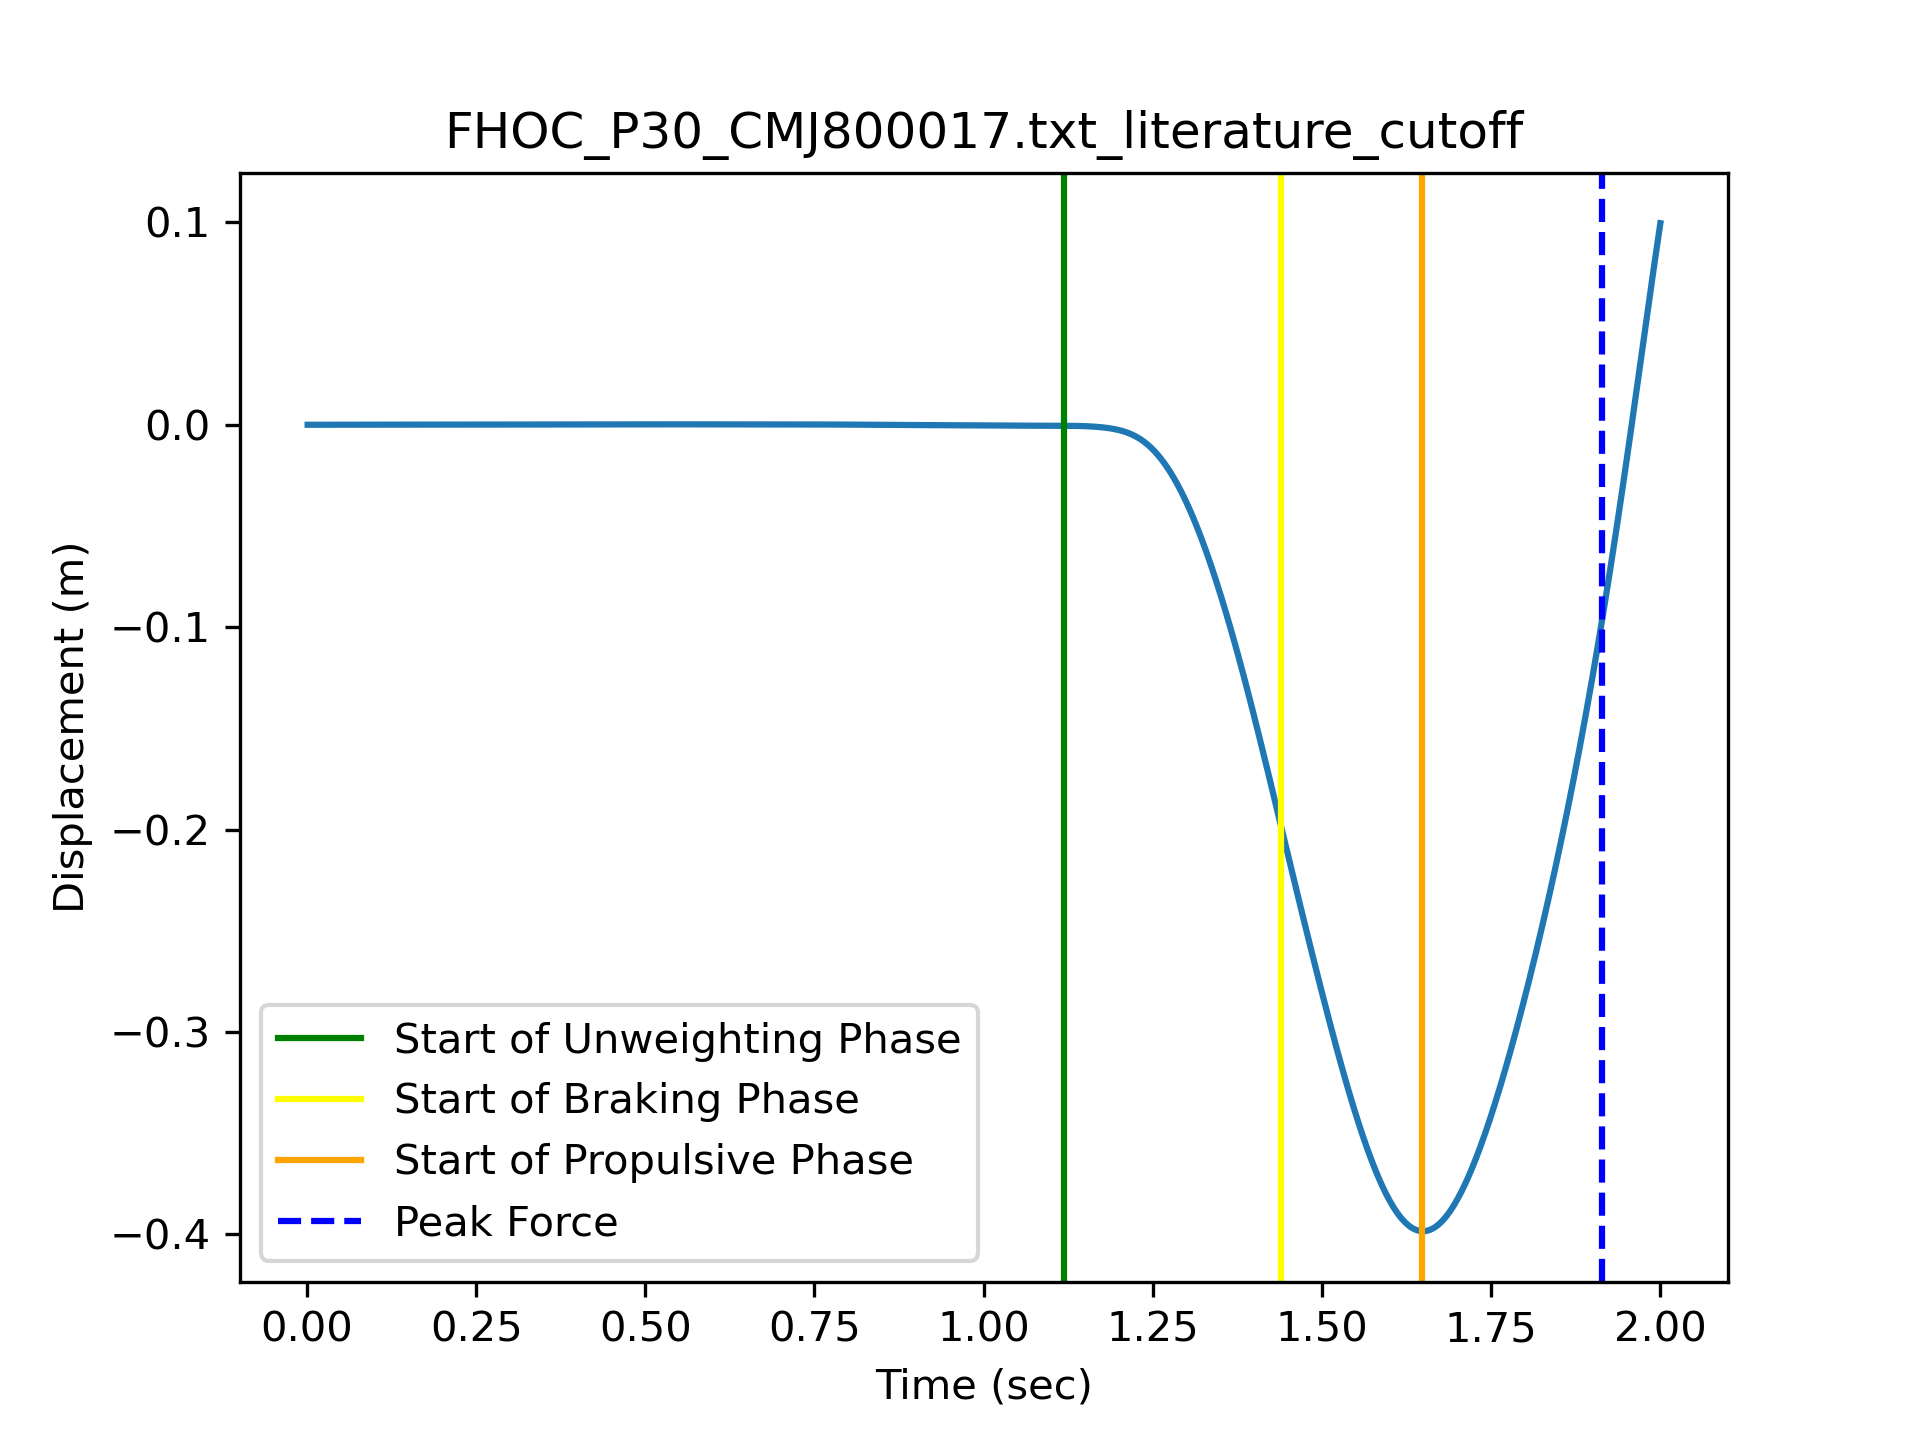 FHOC_P30_CMJ800017.txt_literature_cutoff
0.1
0.0
−0.1
−0.2
−0.3
−0.4
Displacement (m)
Start of Unweighting Phase
Start of Braking Phase
Start of Propulsive Phase
Peak Force
0.00 0.25 0.50 0.75 1.00 1.25 1.50 1.75 2.00
Time (sec)